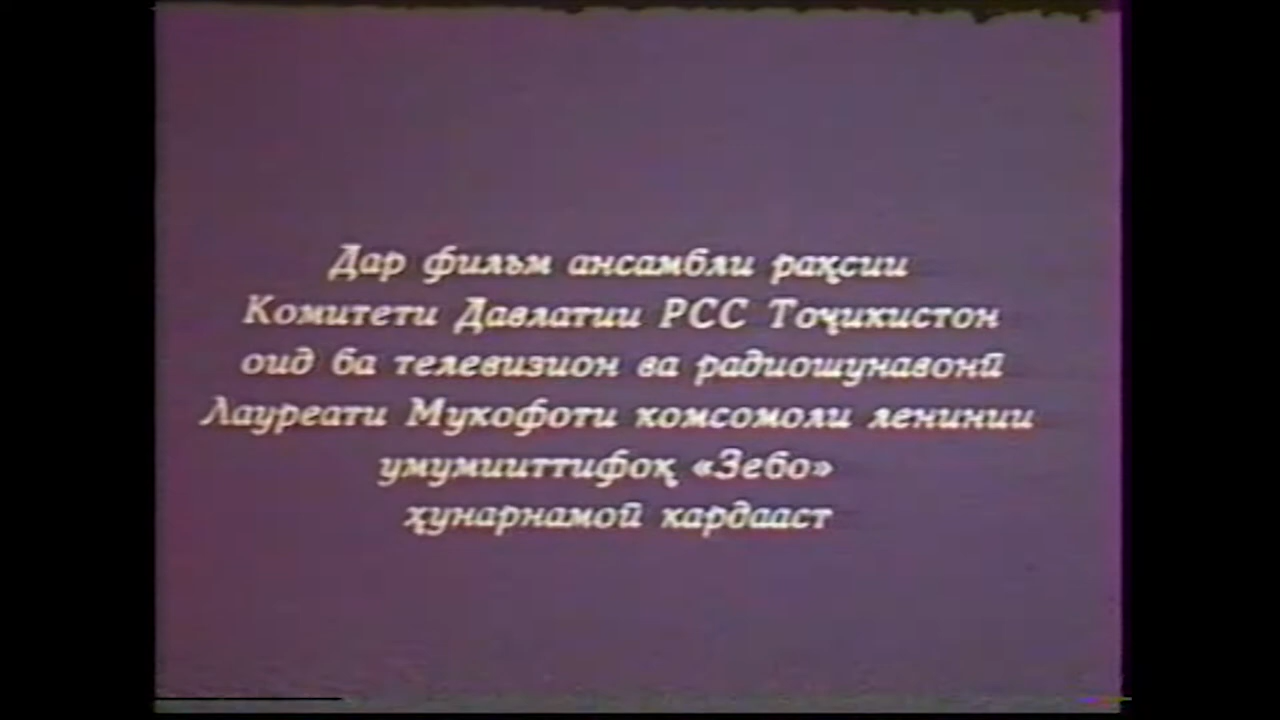 Дар фильм ансамбли рақсии
Комитети Давлатии РСС Тоҷикистон
оид ба телевизион ва радиошунавонӣ
Лауреати Мукофоти комсомоли ленинии
умумииттифоқ «Зебо»
ҳунарнамоӣ кардааст